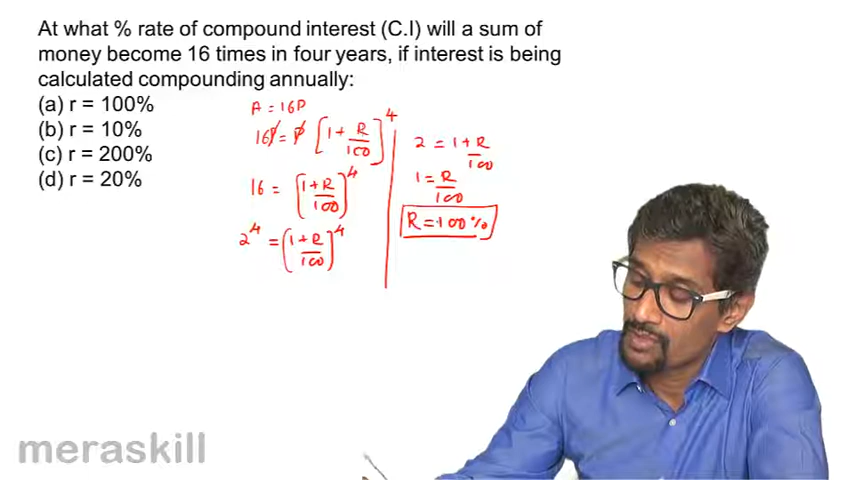 At what % rate of compound interest (C.I) will a sum of
money become 16 times in four years, if interest is being
calculated compounding annually:
(a) r = 100%
(b) r = 10%
(c) r = 200%
(d) r = 20%
A = 16P
16P = P [1 + R/100]^4
16 = [1+R/100]^4
2^4 = [1+R/100]^4
2 = 1+R/100
1 = R/100
R = 100%
meraskill